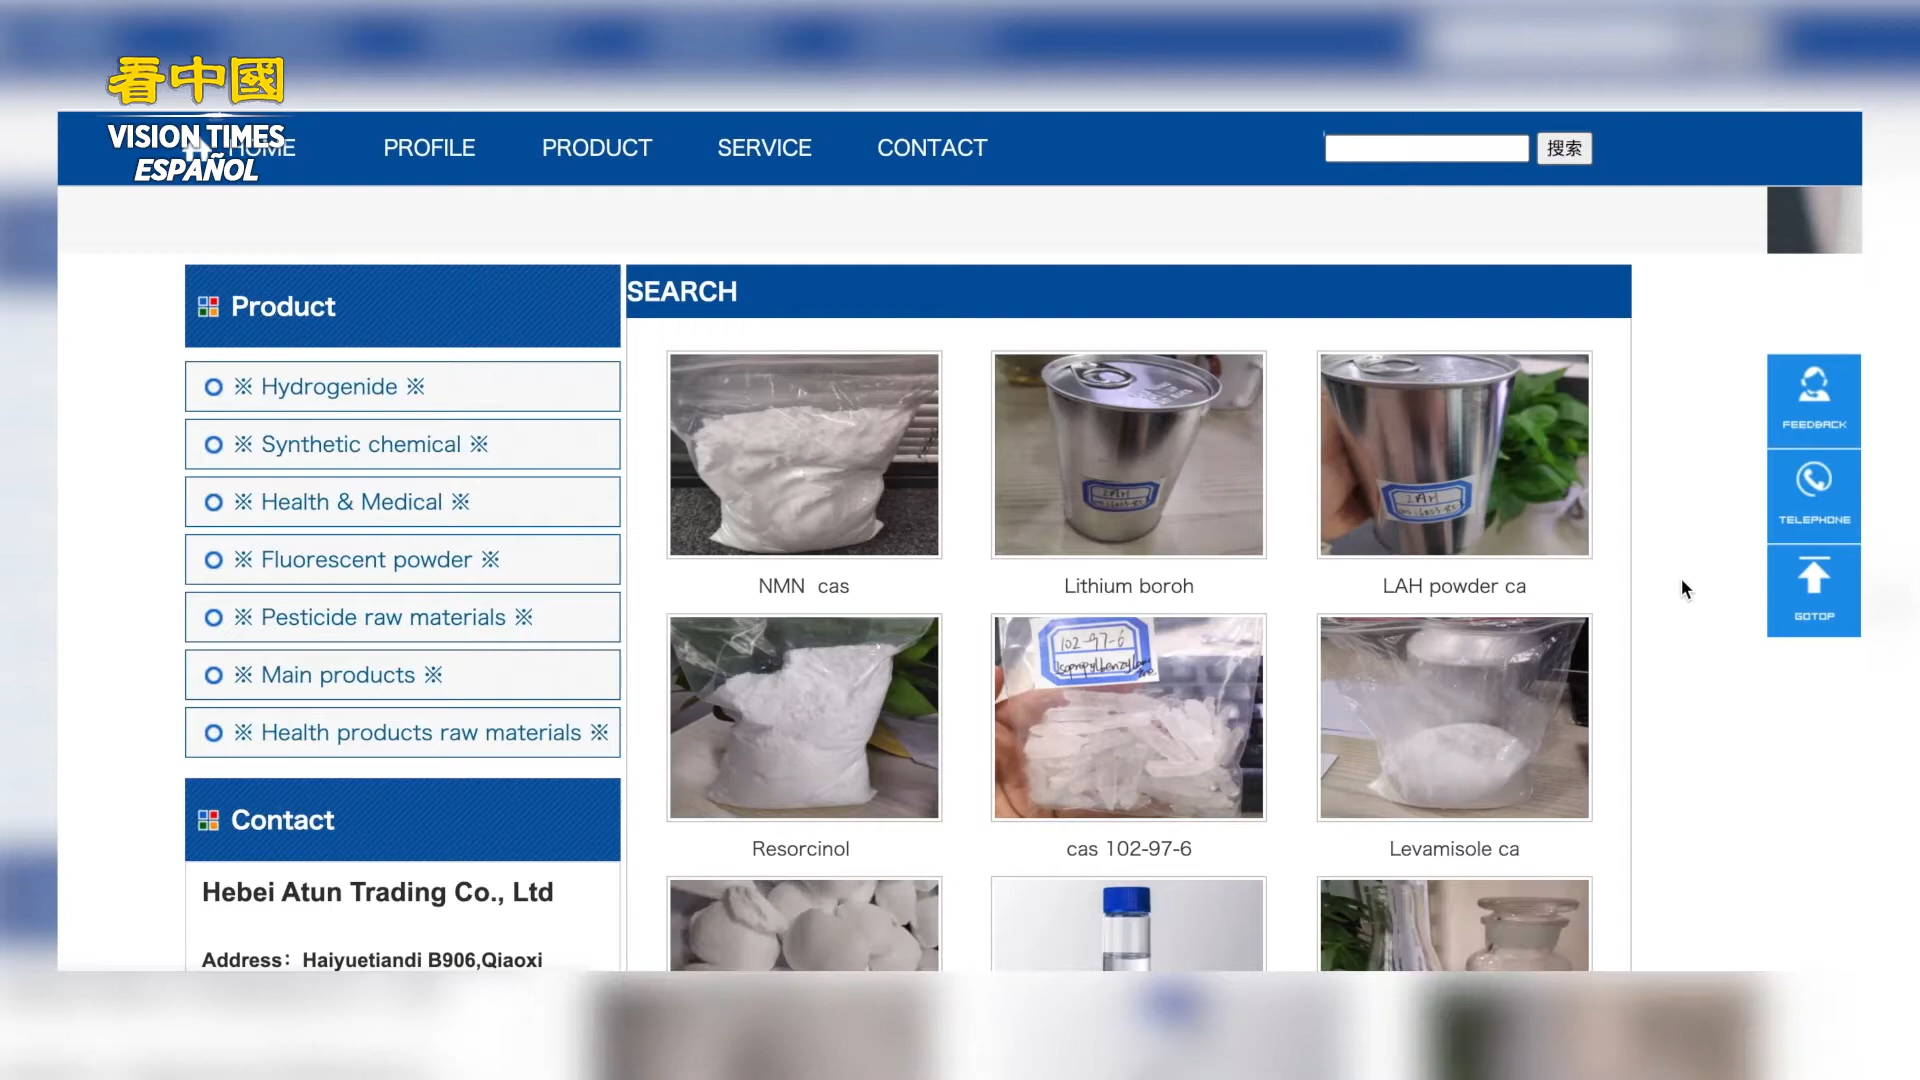 看中國
VISION TIMES
ESPAÑOL
HOME
PROFILE
PRODUCT
SERVICE
CONTACT
搜索
Product
※ Hydrogenide ※
※ Synthetic chemical ※
※ Health & Medical ※
※ Fluorescent powder ※
※ Pesticide raw materials ※
※ Main products ※
※ Health products raw materials ※
Contact
Hebei Atun Trading Co., Ltd
Address：Haiyuetiandi B906,Qiaoxi
SEARCH
NMN cas
Lithium boroh
LAH powder ca
102-97-6
Isopropylbenzylamine
Resorcinol
cas 102-97-6
Levamisole ca
FEEDBACK
TELEPHONE
GOTOP